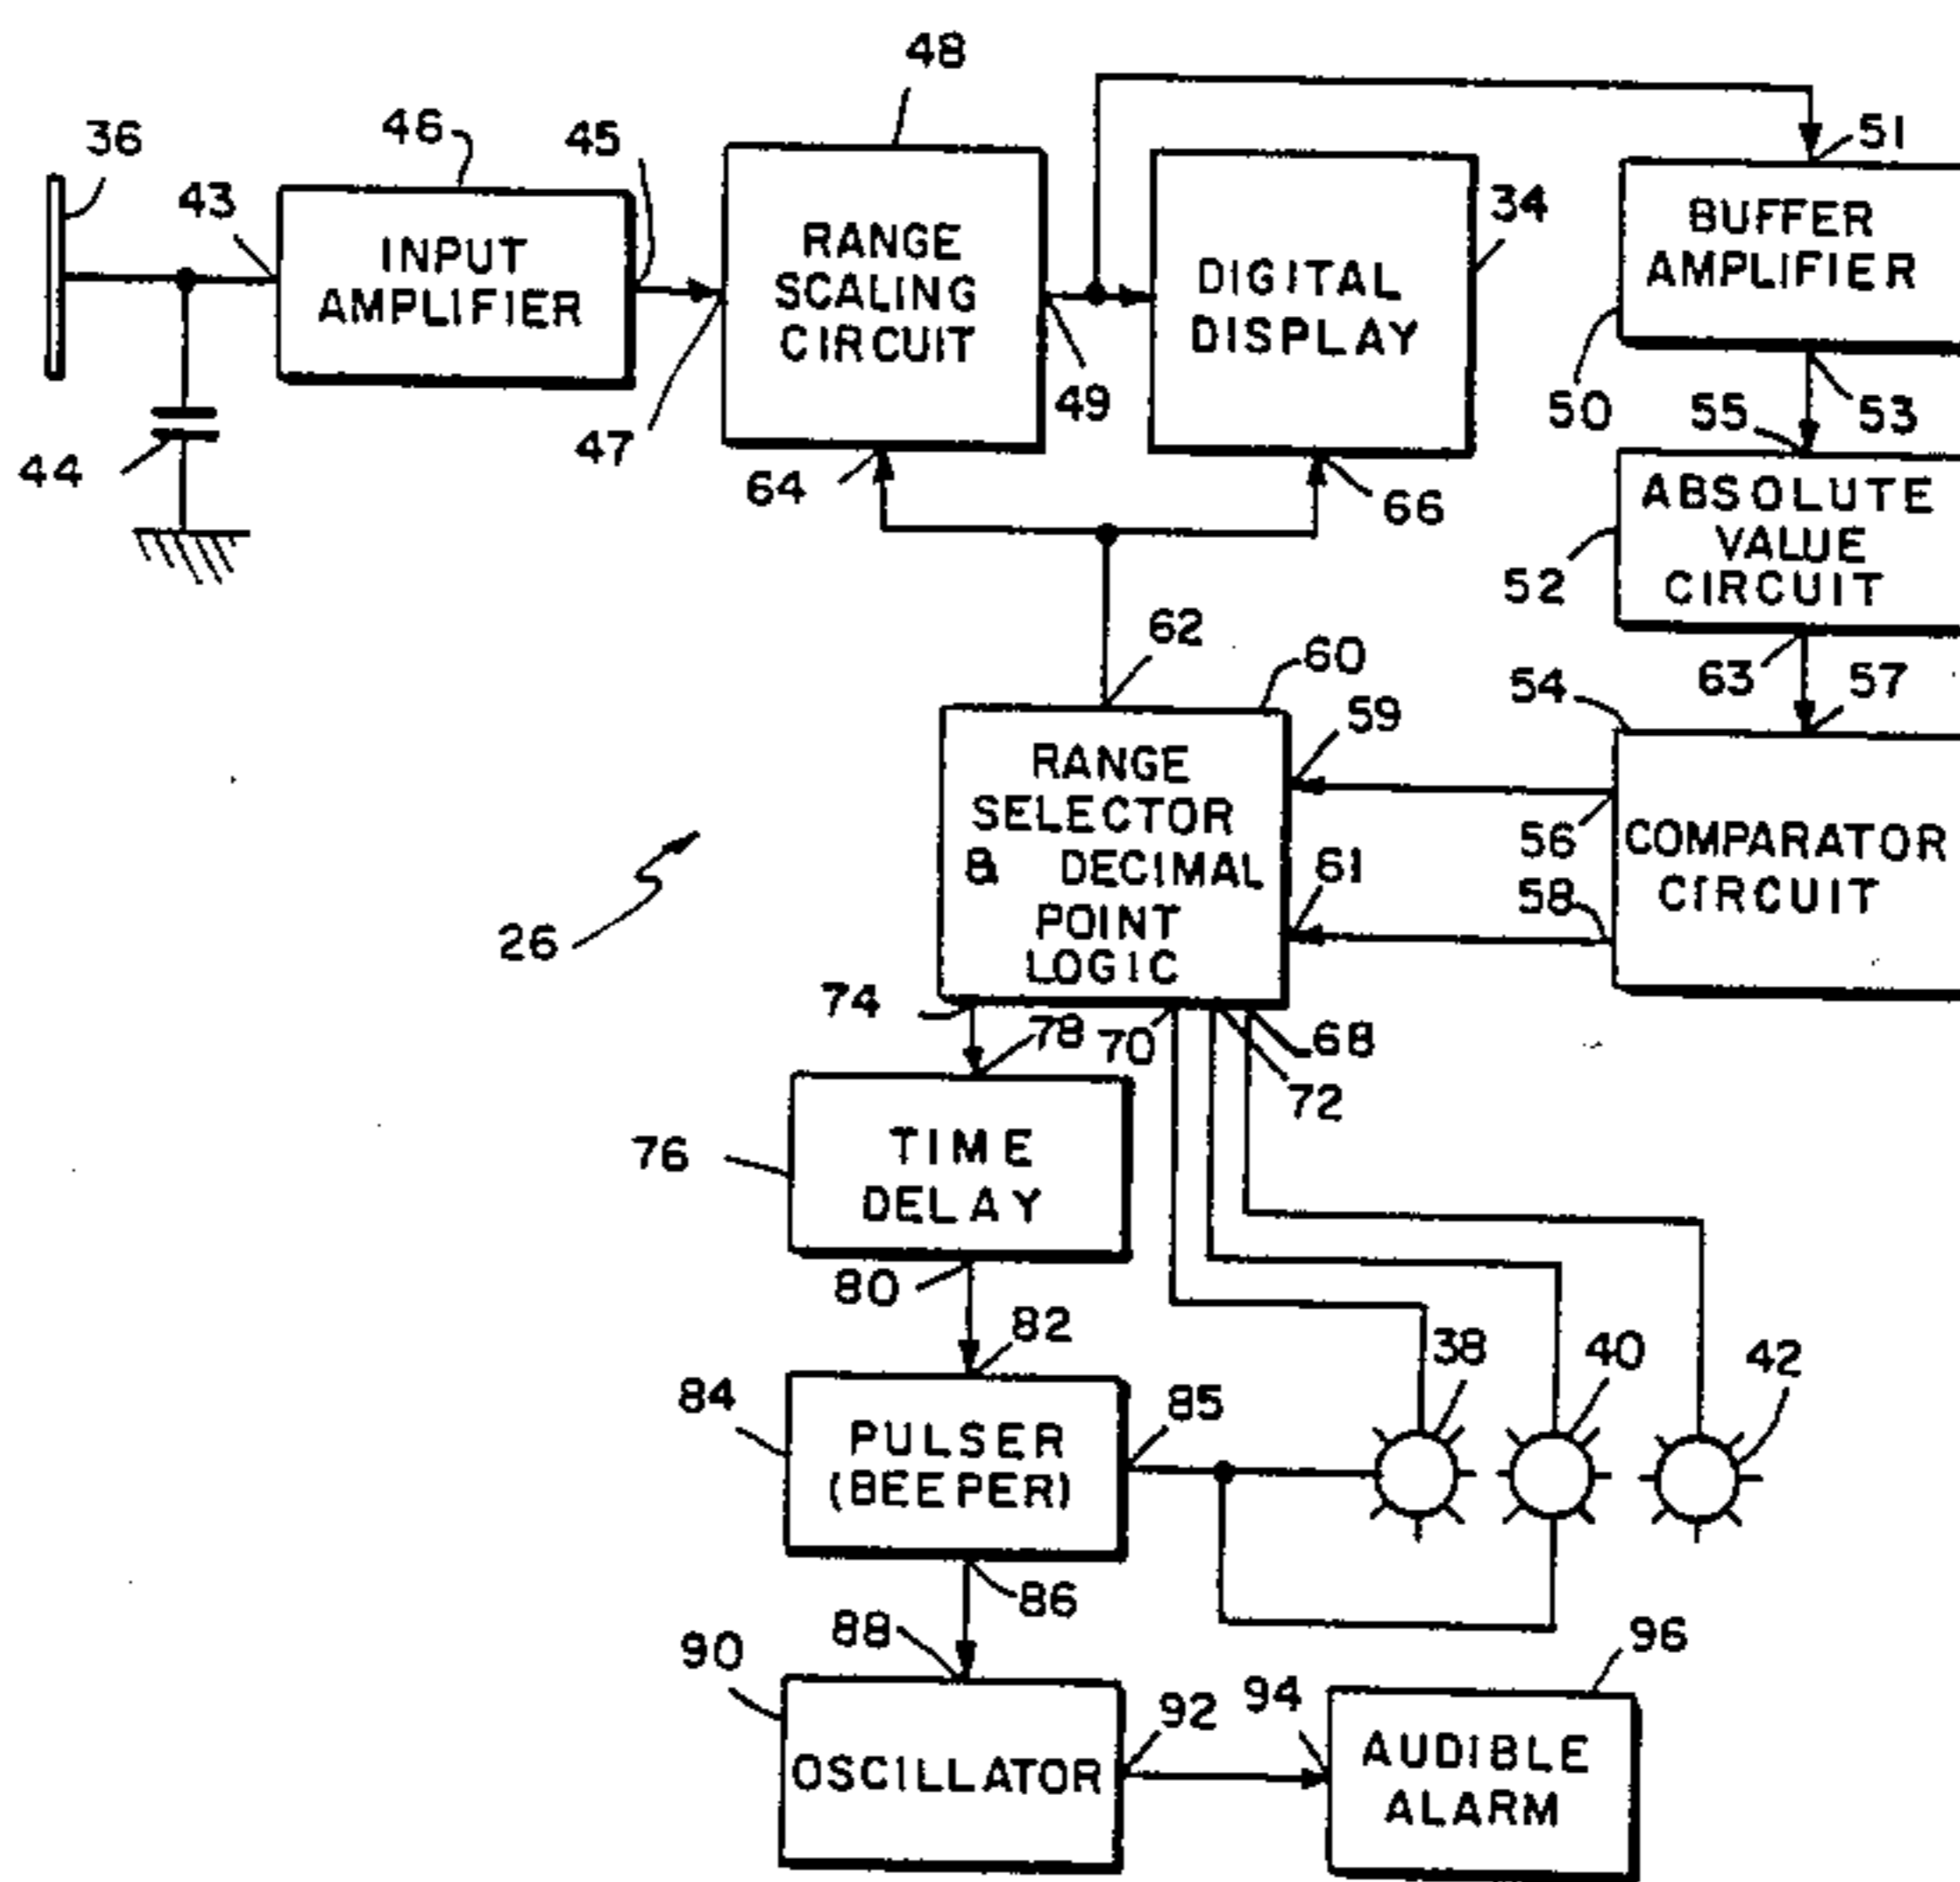 48
36
46
45
51
43
INPUT
AMPLIFIER
RANGE
SCALING
CIRCUIT
DIGITAL
DISPLAY
34
BUFFER
AMPLIFIER
44
47
49
50
55
53
64
66
ABSOLUTE
VALUE
CIRCUIT
52
62
60
63
57
54
59
RANGE
SELECTOR
& DECIMAL
POINT
LOGIC
56
COMPARATOR
CIRCUIT
61
58
26
74
78
70
68
72
76
TIME
DELAY
80
82
38
40
42
84
85
PULSER
(BEEPER)
86
88
90
96
92
94
OSCILLATOR
AUDIBLE
ALARM